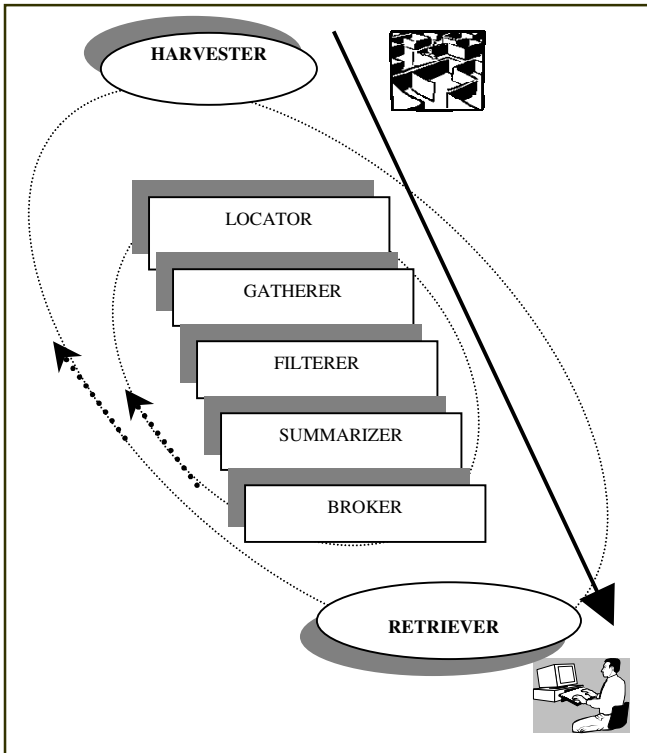 HARVESTER
LOCATOR
GATHERER
FILTERER
SUMMARIZER
BROKER
RETRIEVER